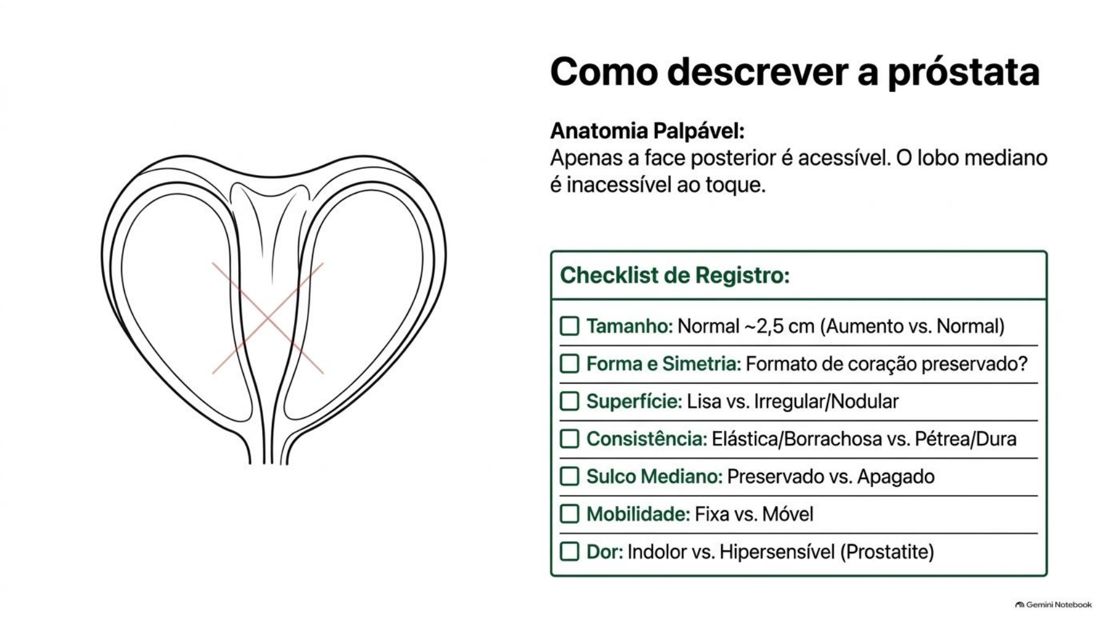 Como descrever a próstata
Anatomia Palpável:
Apenas a face posterior é acessível. O lobo mediano
é inacessível ao toque.
Checklist de Registro:
Tamanho: Normal ~2,5 cm (Aumento vs. Normal)
Forma e Simetria: Formato de coração preservado?
Superfície: Lisa vs. Irregular/Nodular
Consistência: Elástica/Borrachosa vs. Pétrea/Dura
Sulco Mediano: Preservado vs. Apagado
Mobilidade: Fixa vs. Móvel
Dor: Indolor vs. Hipersensível (Prostatite)
Gemini Notebook